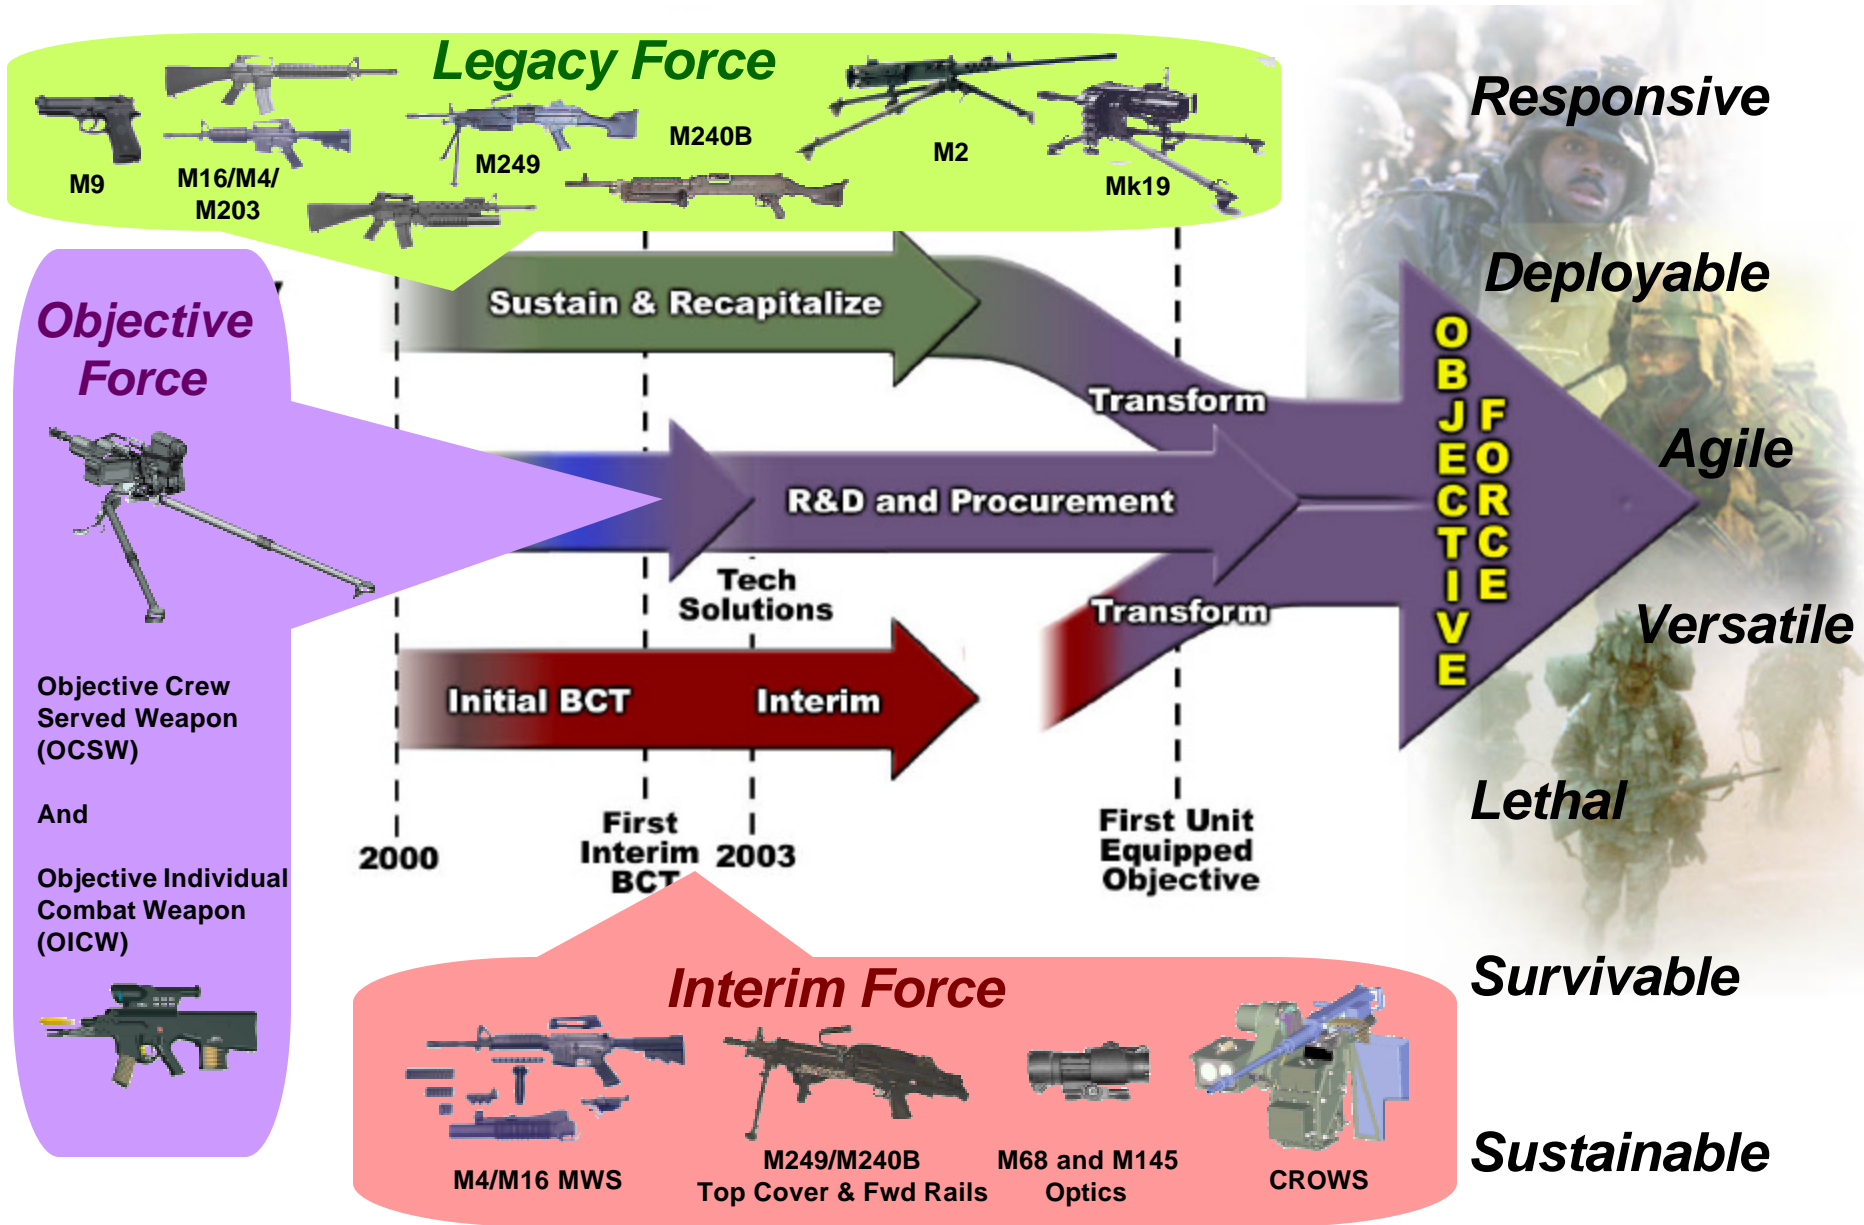 Legacy Force
M9
M16/M4/
M203
M249
M240B
M2
Mk19
Objective
Force
Objective Crew
Served Weapon
(OCSW)
And
Objective Individual
Combat Weapon
(OICW)
Sustain & Recapitalize
Transform
R&D and Procurement
Tech
Solutions
Transform
Initial BCT
Interim
OBJECTIVE
FORCE
2000
First
Interim
BCT
2003
First Unit
Equipped
Objective
Interim Force
M4/M16 MWS
M249/M240B
Top Cover & Fwd Rails
M68 and M145
Optics
CROWS
Responsive
Deployable
Agile
Versatile
Lethal
Survivable
Sustainable